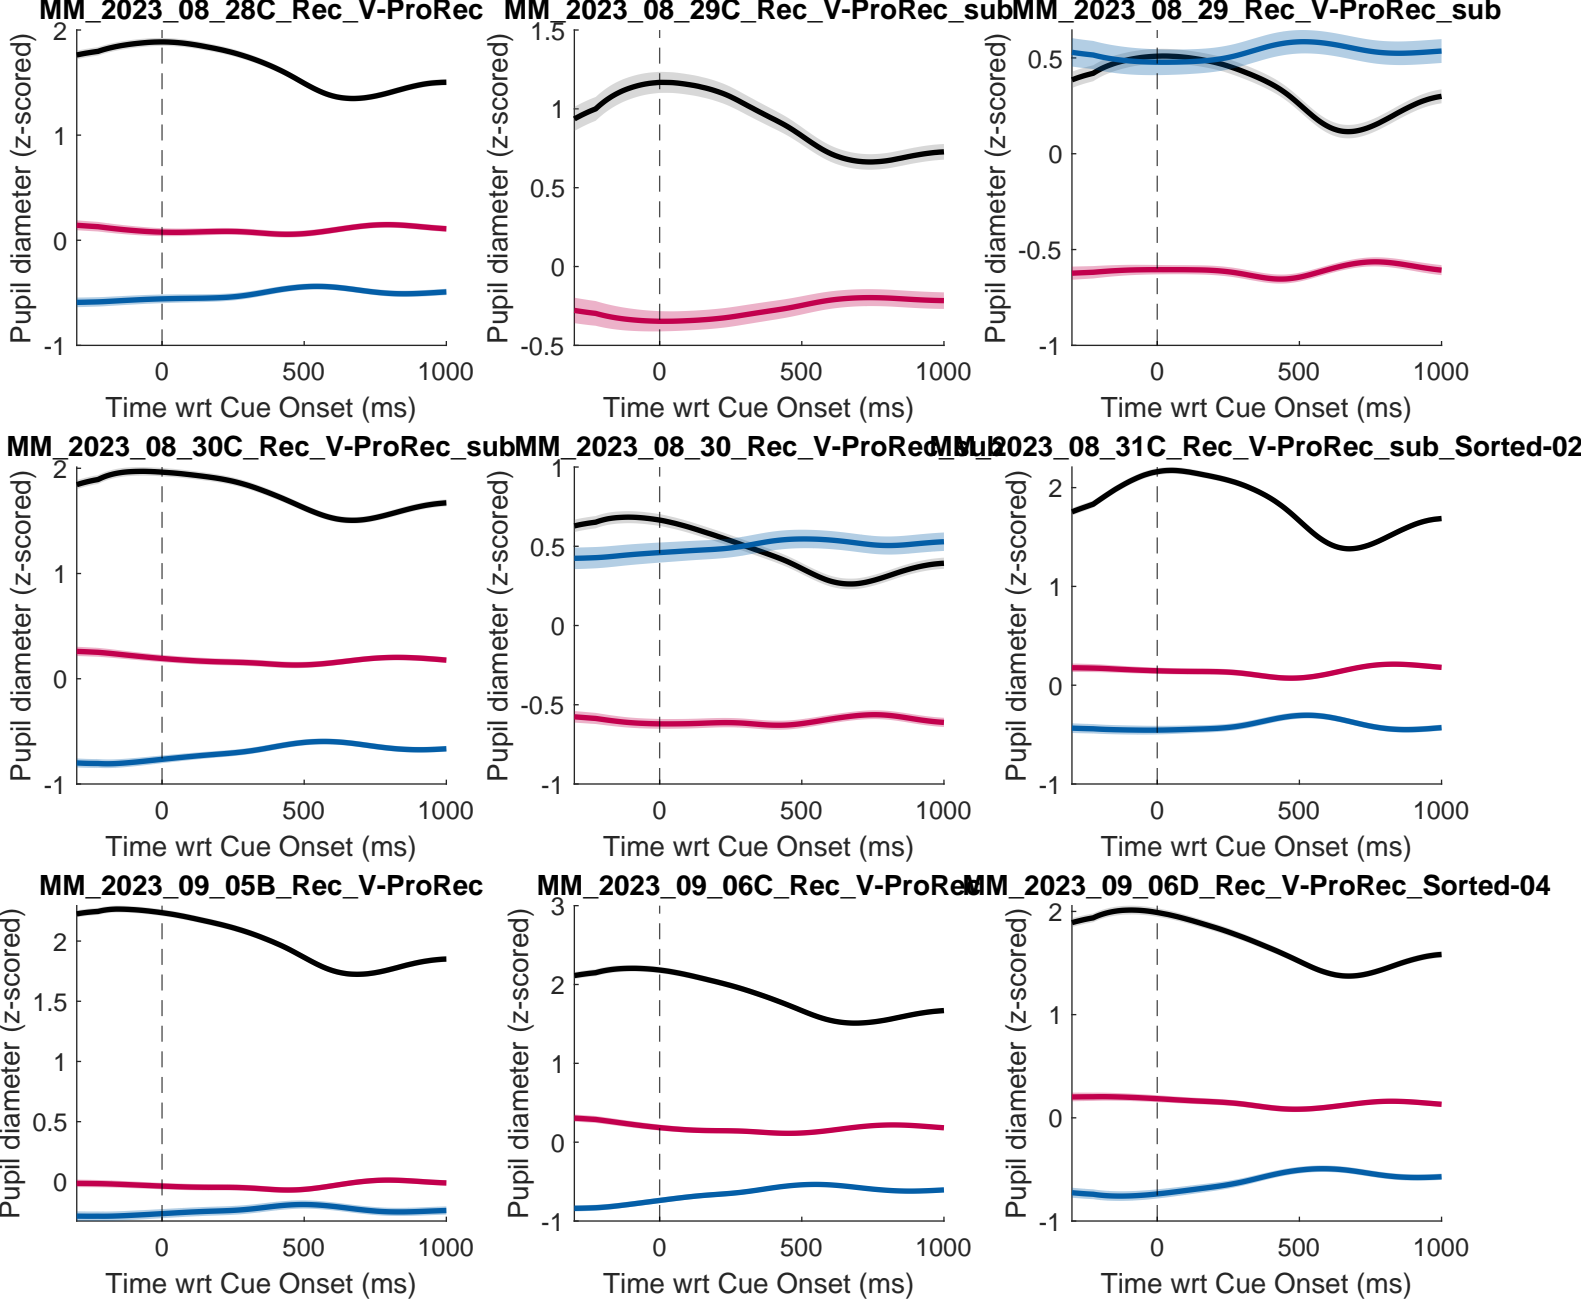 MM_2023_08_28C_Rec_V-ProRec
MM_2023_08_29C_Rec_V-ProRec_sub
MM_2023_08_29_Rec_V-ProRec_sub
Pupil diameter (z-scored)
2
1
0
-1
0
500
1000
Time wrt Cue Onset (ms)
Pupil diameter (z-scored)
1.5
1
0.5
0
-0.5
0
500
1000
Time wrt Cue Onset (ms)
Pupil diameter (z-scored)
0.5
0
-0.5
-1
0
500
1000
Time wrt Cue Onset (ms)
MM_2023_08_30C_Rec_V-ProRec_sub
MM_2023_08_30_Rec_V-ProRec_sub
MM_2023_08_31C_Rec_V-ProRec_sub_Sorted-02
Pupil diameter (z-scored)
2
1
0
-1
0
500
1000
Time wrt Cue Onset (ms)
Pupil diameter (z-scored)
1
0.5
0
-0.5
-1
0
500
1000
Time wrt Cue Onset (ms)
Pupil diameter (z-scored)
2
1
0
-1
0
500
1000
Time wrt Cue Onset (ms)
MM_2023_09_05B_Rec_V-ProRec
MM_2023_09_06C_Rec_V-ProRec
MM_2023_09_06D_Rec_V-ProRec_Sorted-04
Pupil diameter (z-scored)
2
1.5
1
0.5
0
0
500
1000
Time wrt Cue Onset (ms)
Pupil diameter (z-scored)
3
2
1
0
-1
0
500
1000
Time wrt Cue Onset (ms)
Pupil diameter (z-scored)
2
1
0
-1
0
500
1000
Time wrt Cue Onset (ms)